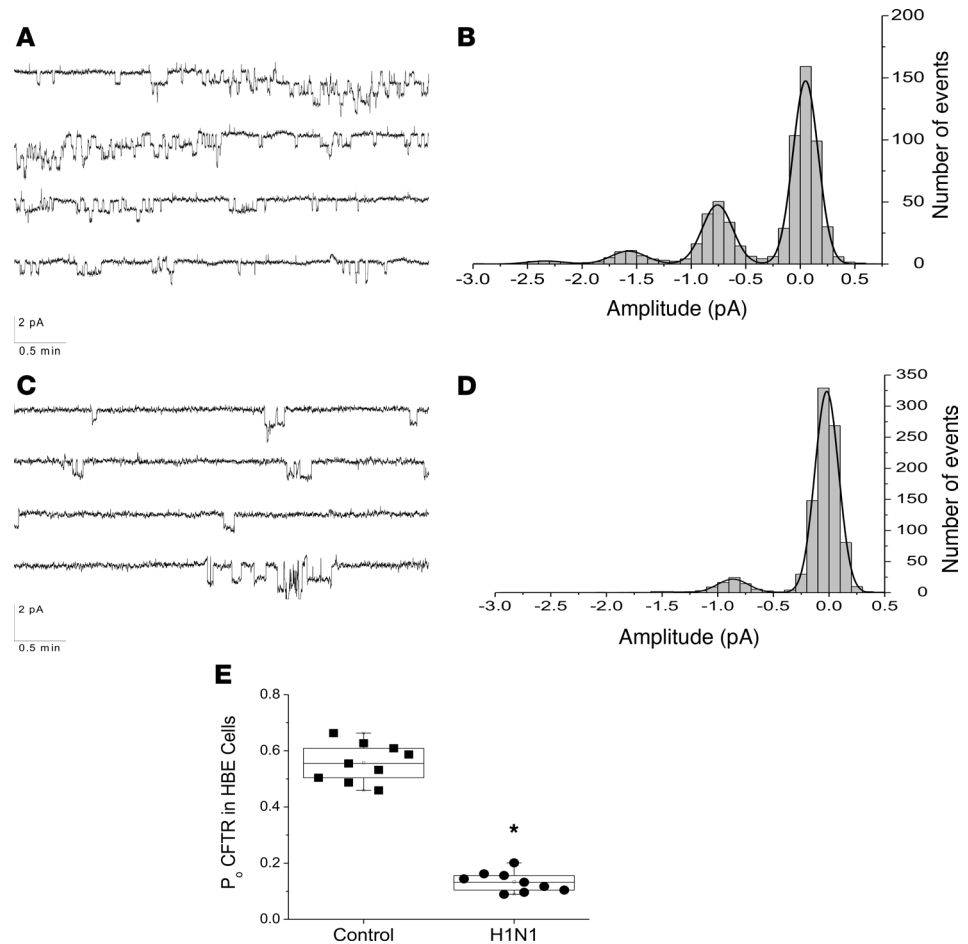 A
2 pA
0.5 min
B
200
150
100
50
0
Number of events
-3.0 -2.5 -2.0 -1.5 -1.0 -0.5 0.0 0.5
Amplitude (pA)
C
2 pA
0.5 min
D
350
300
250
200
150
100
50
0
Number of events
-3.0 -2.5 -2.0 -1.5 -1.0 -0.5 0.0 0.5
Amplitude (pA)
E
0.8
0.6
0.4
0.2
0.0
Po CFTR in HBE Cells
*
Control H1N1